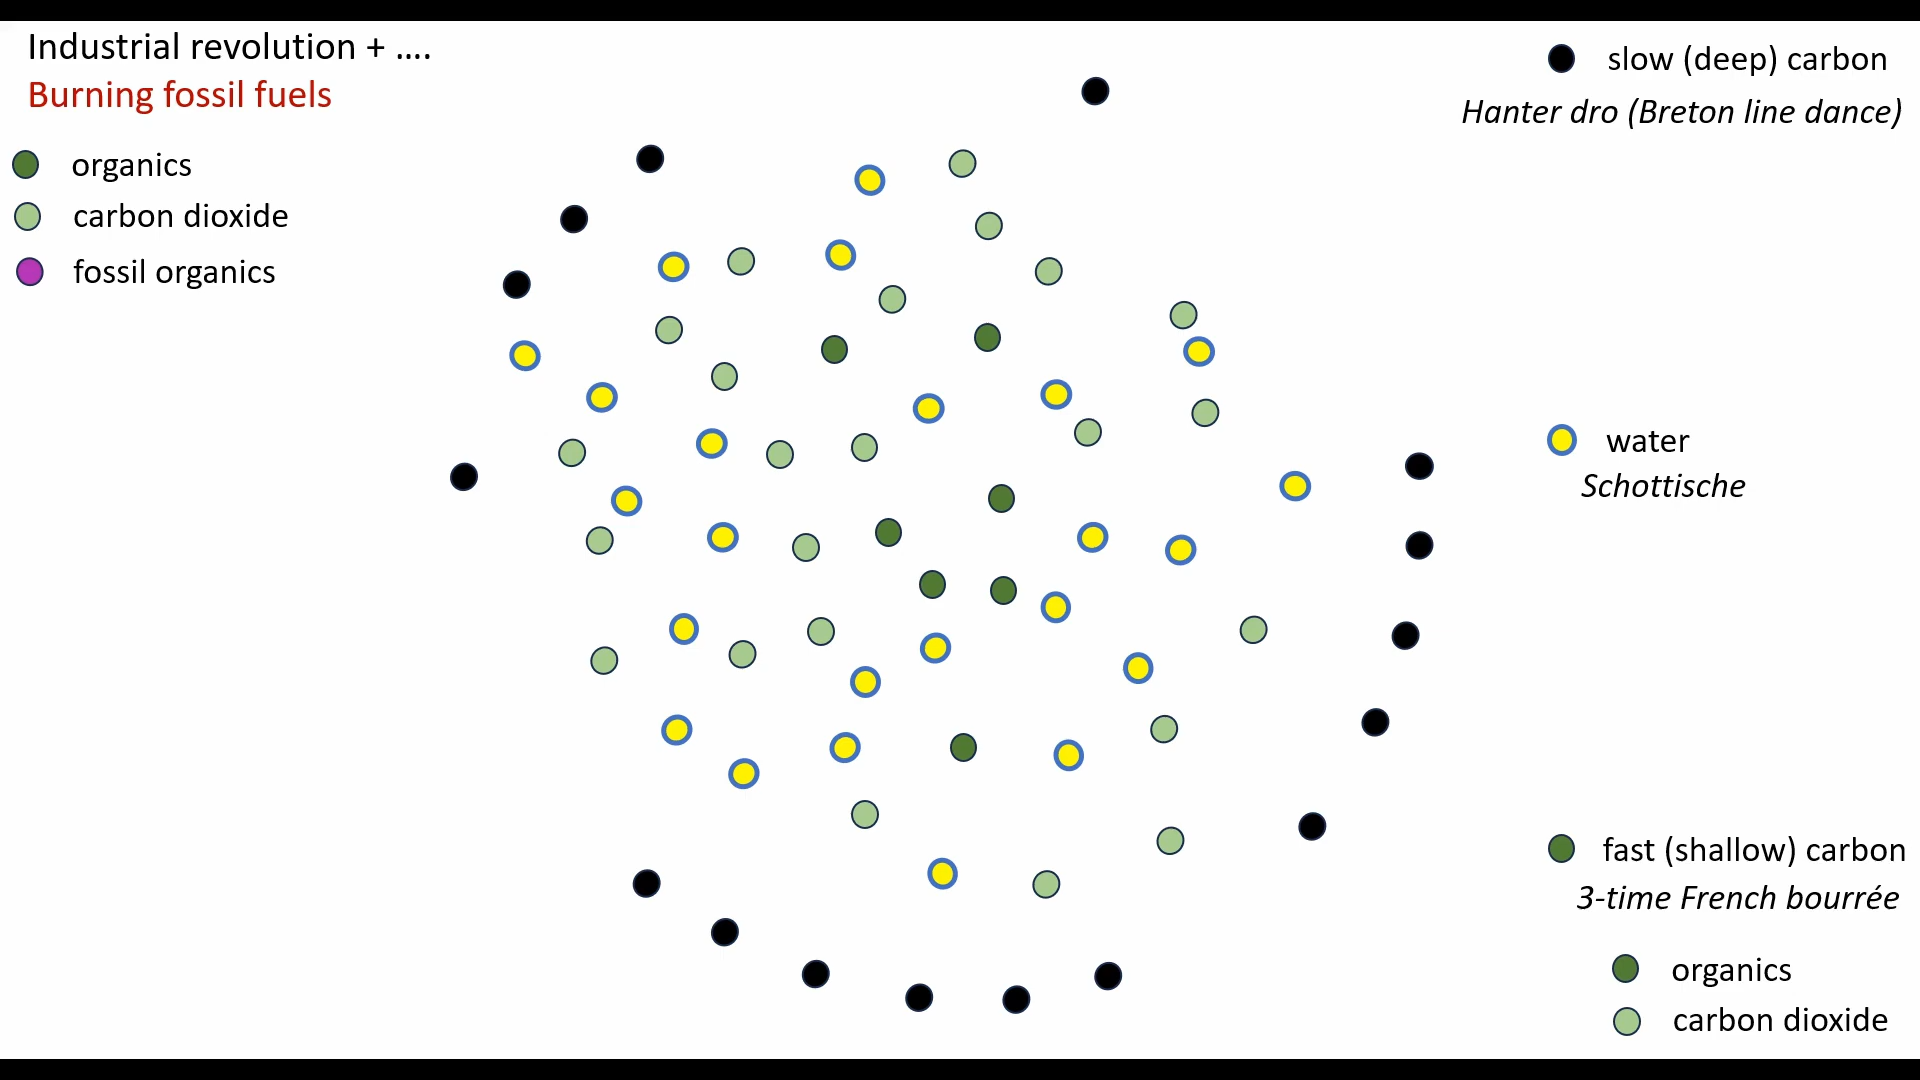 Industrial revolution + ....
Burning fossil fuels
organics
carbon dioxide
fossil organics
slow (deep) carbon
Hanter dro (Breton line dance)
water
Schottische
fast (shallow) carbon
3-time French bourrée
organics
carbon dioxide